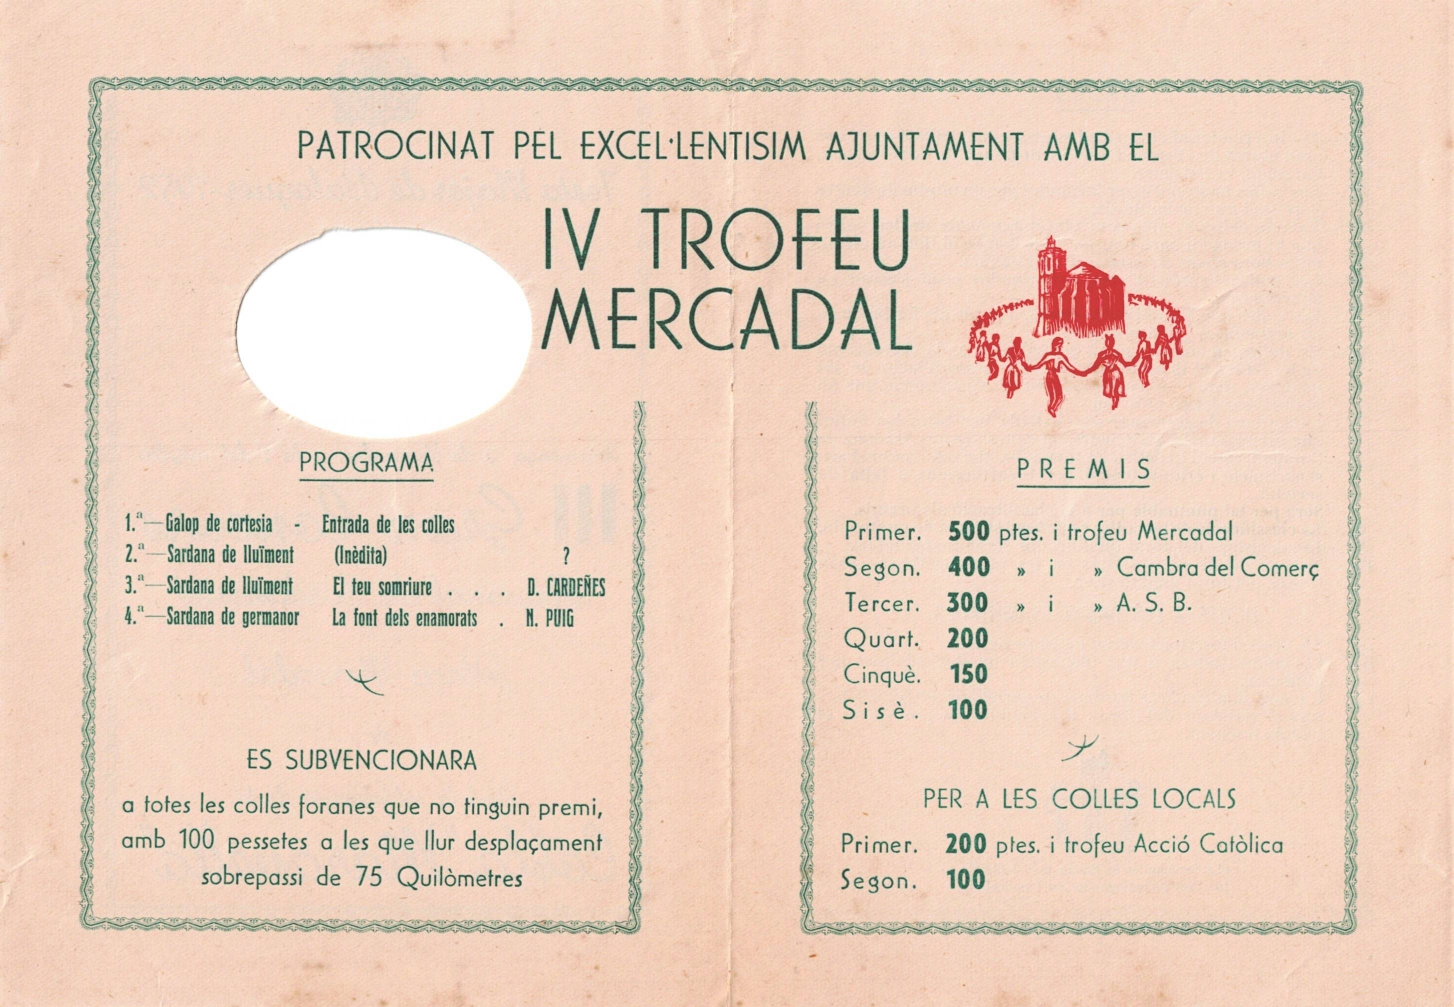 PATROCINAT PEL EXCEL·LENTISIM AJUNTAMENT AMB EL
IV TROFEU
MERCADAL
PROGRAMA
1.ª—Galop de cortesia - Entrada de les colles
2.ª—Sardana de lluïment (Inèdita) ?
3.ª—Sardana de lluïment El teu somriure . . . D. CARDEÑES
4.ª—Sardana de germanor La font dels enamorats . N. PUIG
ES SUBVENCIONARA
a totes les colles foranes que no tinguin premi,
amb 100 pessetes a les que llur desplaçament
sobrepassi de 75 Quilòmetres
PREMIS
Primer. 500 ptes. i trofeu Mercadal
Segon. 400 » i » Cambra del Comerç
Tercer. 300 » i » A. S. B.
Quart. 200
Cinquè. 150
Sisè. 100
PER A LES COLLES LOCALS
Primer. 200 ptes. i trofeu Acció Catòlica
Segon. 100